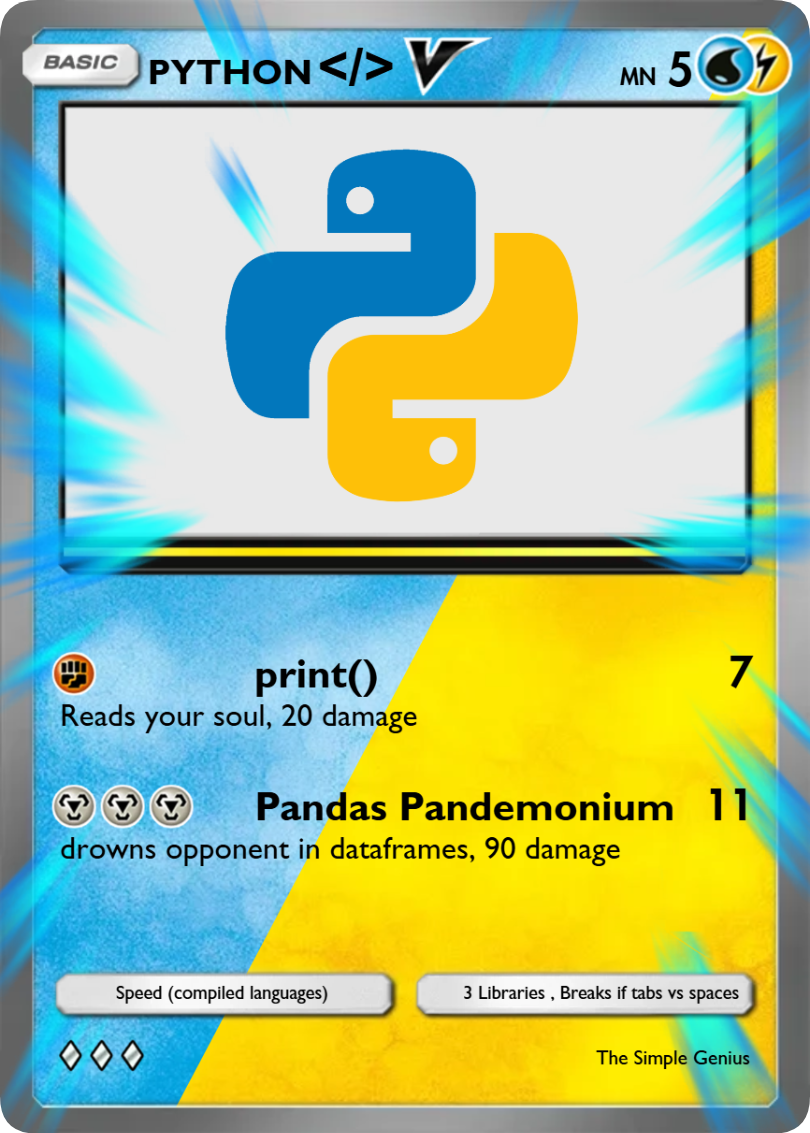 BASIC PYTHON</> V MN 5
print() 7
Reads your soul, 20 damage
Pandas Pandemonium 11
drowns opponent in dataframes, 90 damage
Speed (compiled languages) 3 Libraries , Breaks if tabs vs spaces
The Simple Genius